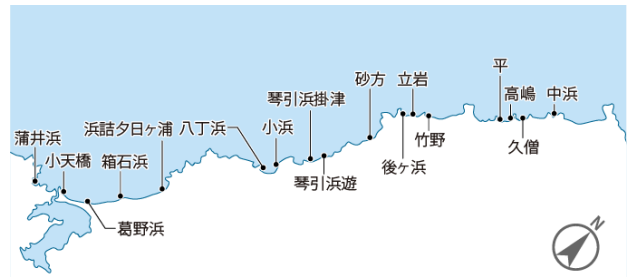 蒲井浜
小天橋
葛野浜
箱石浜
浜詰夕日ヶ浦
八丁浜
小浜
琴引浜掛津
琴引浜遊
砂方
後ヶ浜
立岩
竹野
平
高嶋
久僧
中浜
N